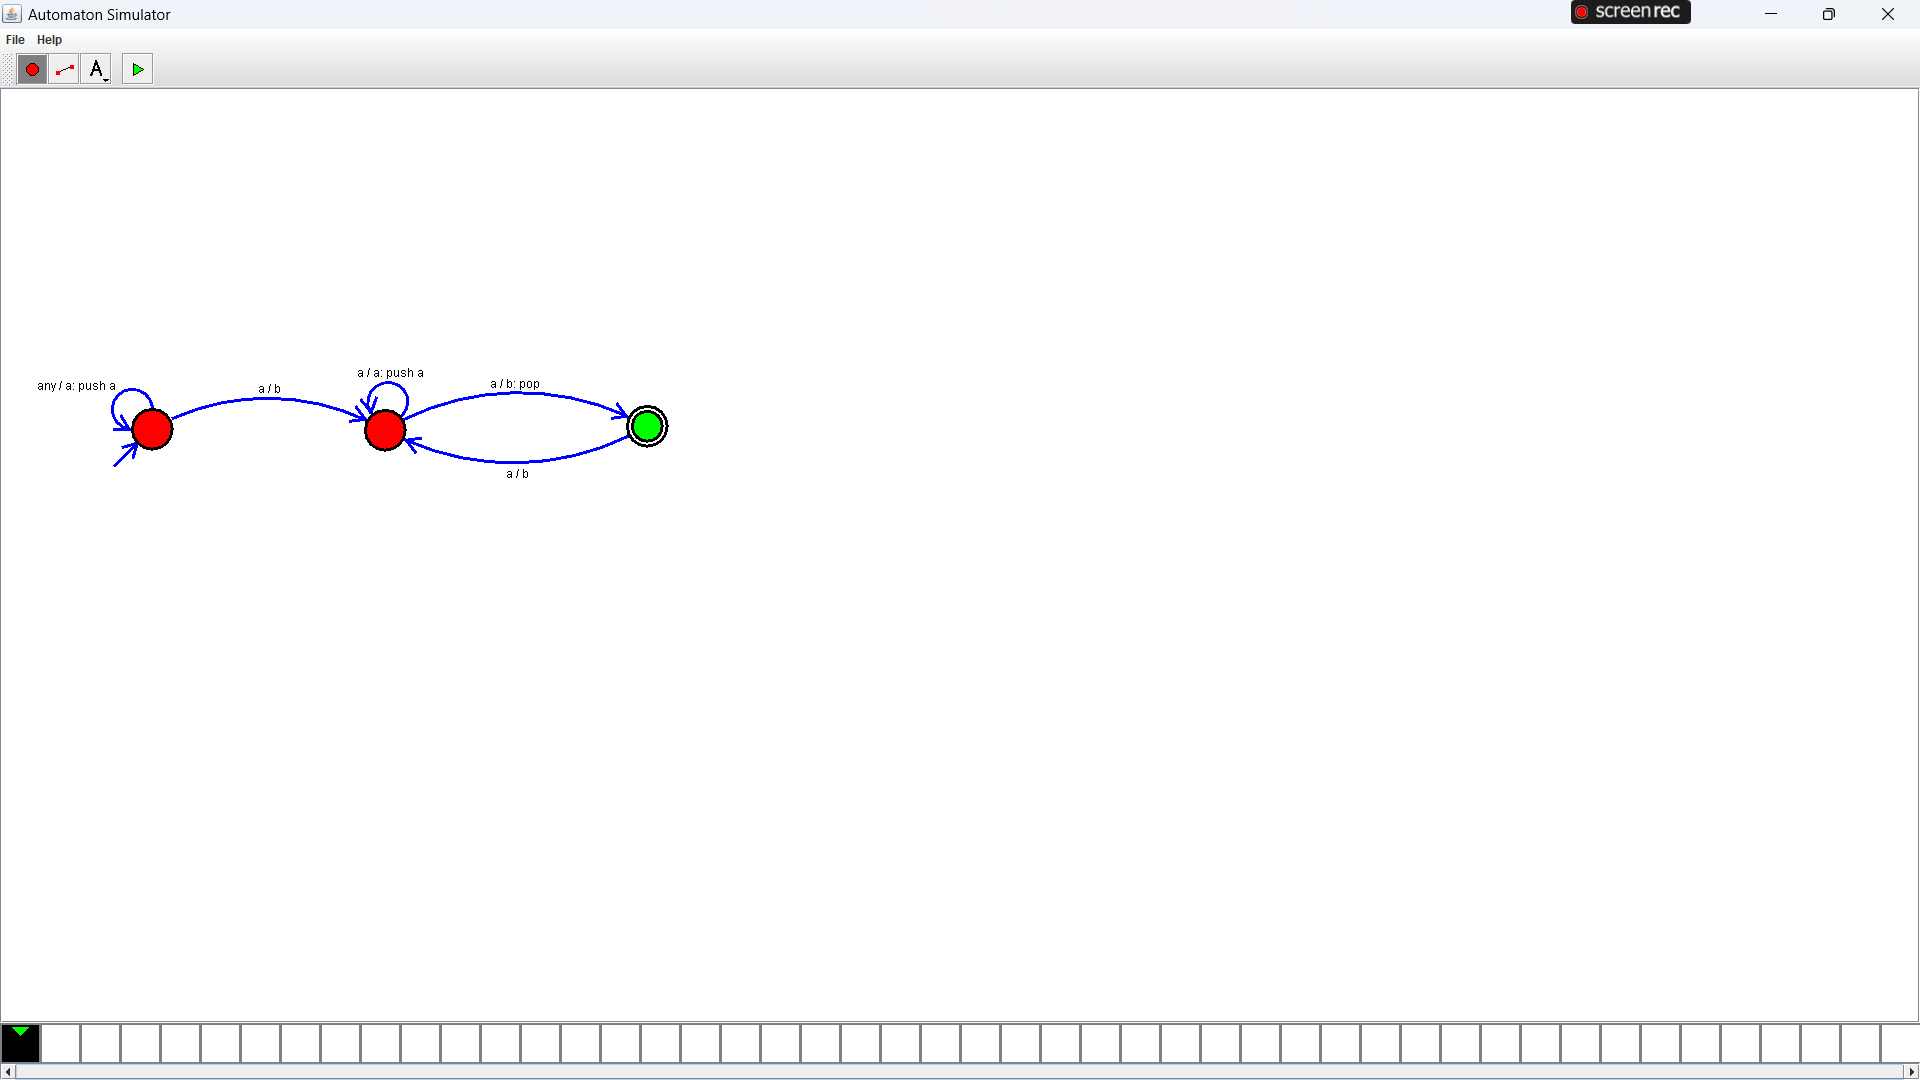 Automaton Simulator
screenrec
File Help
A
a / a: push a
any / a: push a
a / b
a / b: pop
a / b